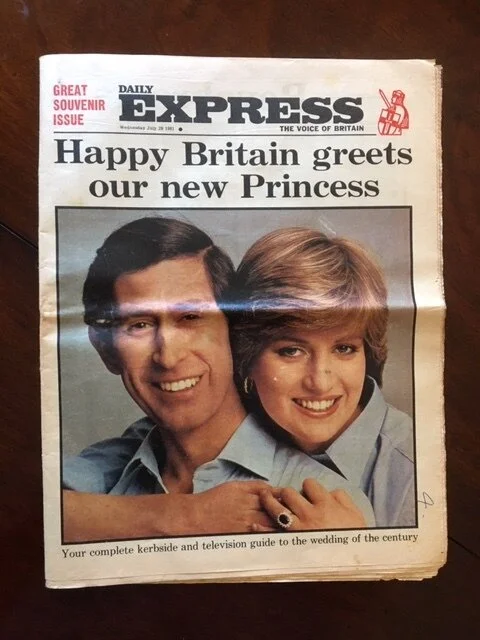 GREAT
SOUVENIR
ISSUE
DAILY
EXPRESS
Wednesday July 29 1981
THE VOICE OF BRITAIN
Happy Britain greets
our new Princess
Your complete kerbside and television guide to the wedding of the century